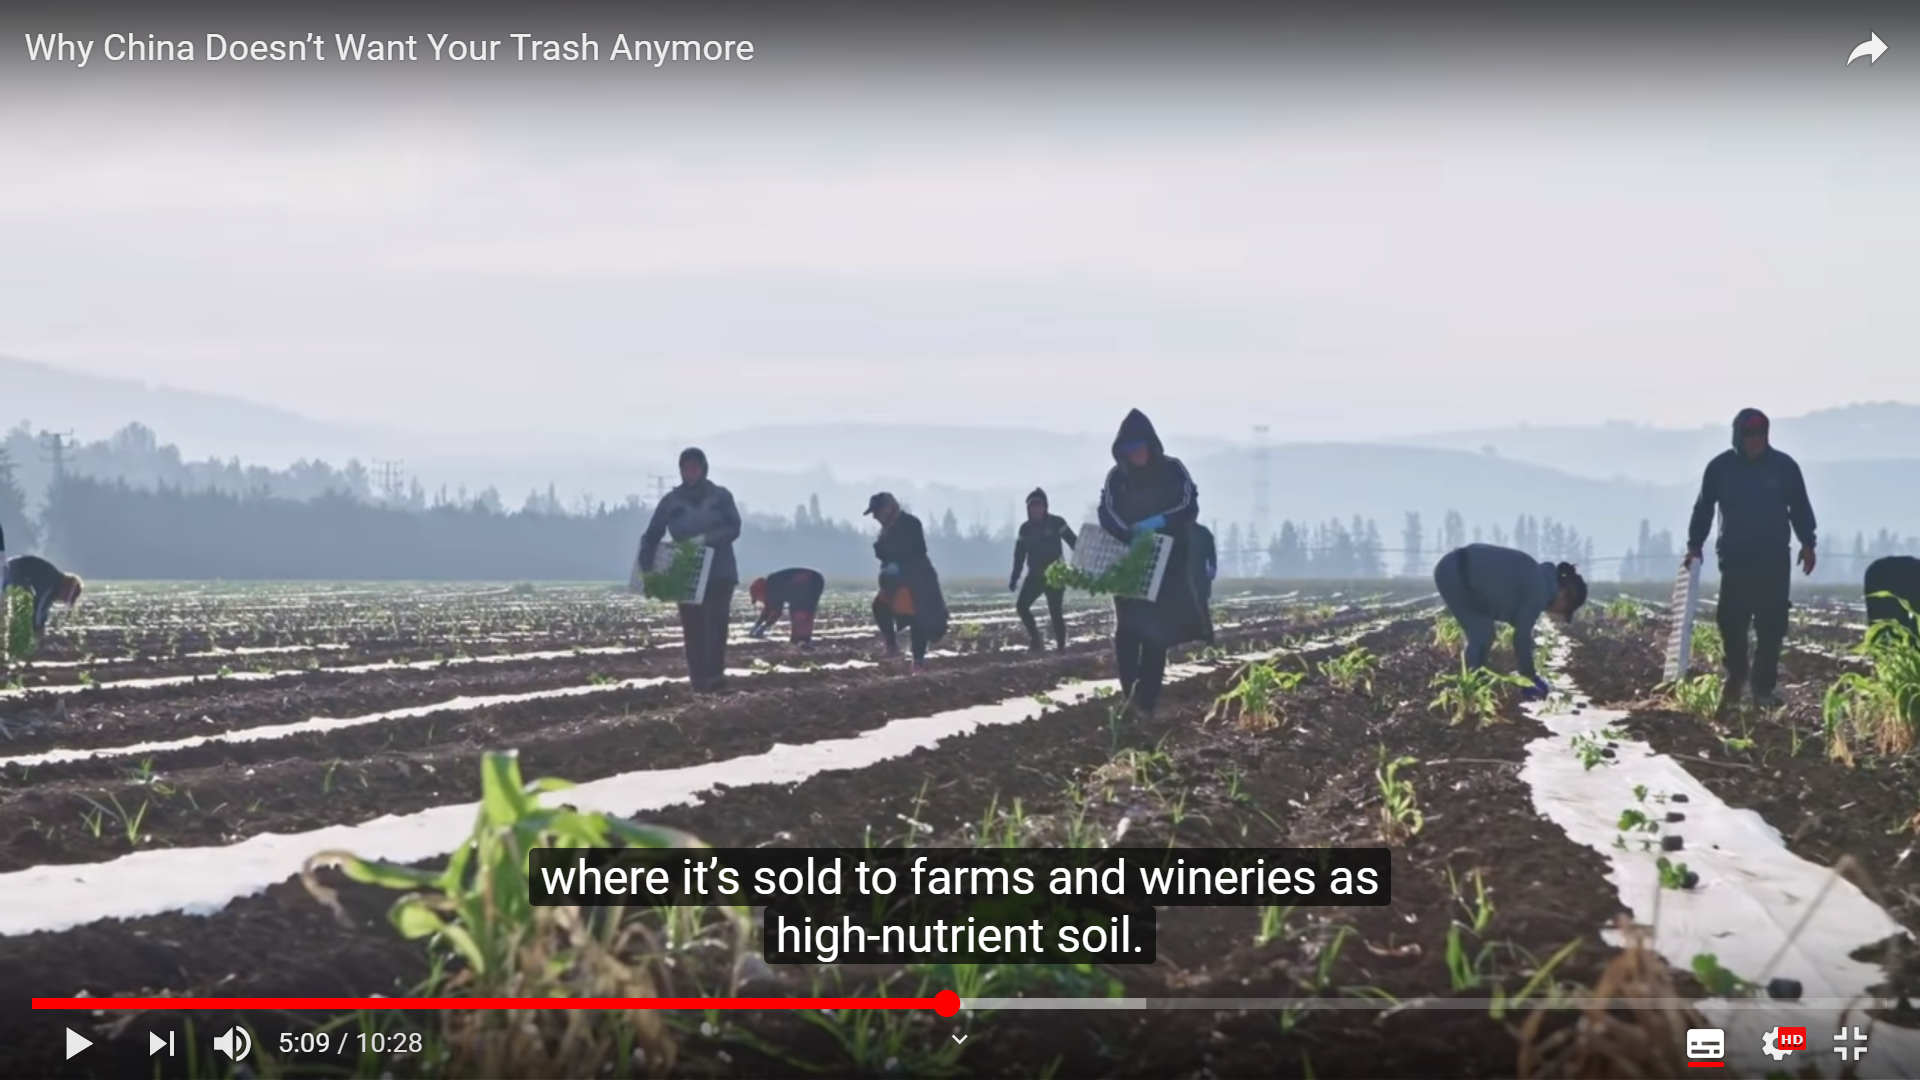 Why China Doesn’t Want Your Trash Anymore
where it’s sold to farms and wineries as
high-nutrient soil.
5:09 / 10:28
HD